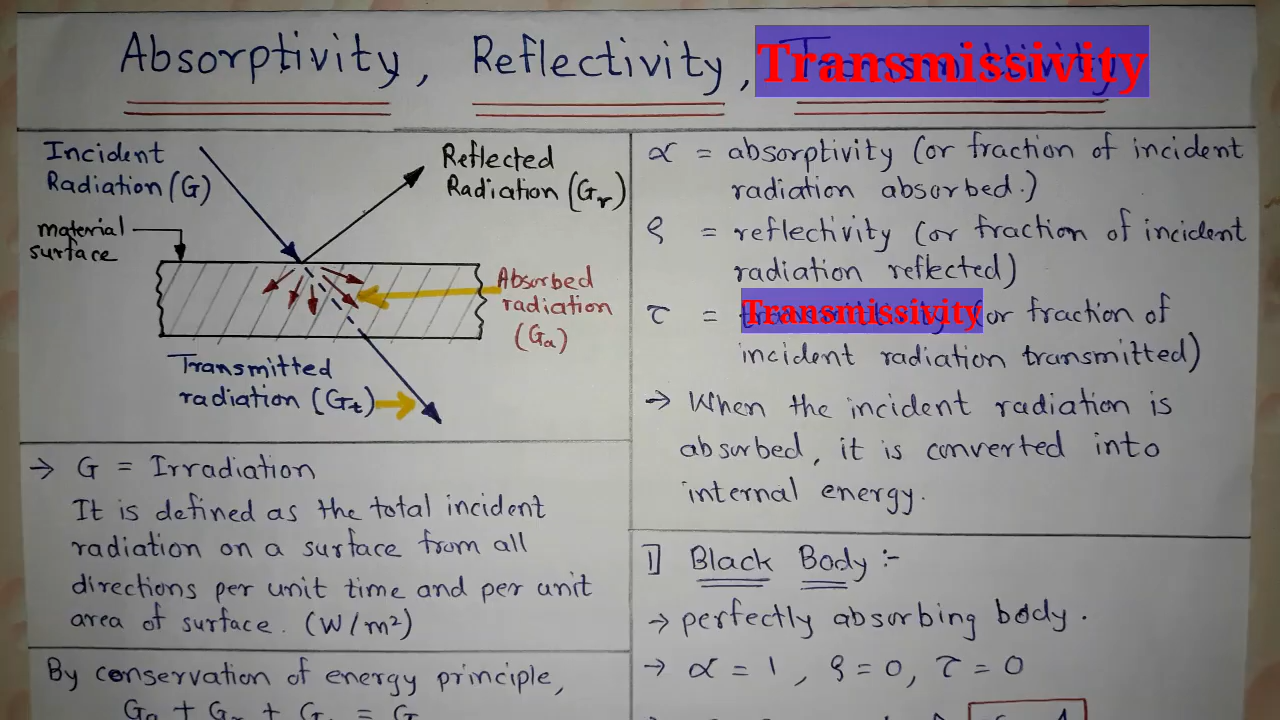 Absorptivity, Reflectivity, Transmissivity
Incident
Radiation (G)
Reflected
Radiation (Gr)
material
surface
Absorbed
radiation
(Ga)
Transmitted
radiation (Gt)
→ G = Irradiation
It is defined as the total incident
radiation on a surface from all
directions per unit time and per unit
area of surface. (W/m²)
By conservation of energy principle,
Ga + Gr + Gt = G
α = absorptivity (or fraction of incident
radiation absorbed.)
ρ = reflectivity (or fraction of incident
radiation reflected)
τ = Transmissivity (or fraction of
incident radiation transmitted)
→ When the incident radiation is
absorbed, it is converted into
internal energy.
1] Black Body :-
→ perfectly absorbing body.
→ α = 1, ρ = 0, τ = 0